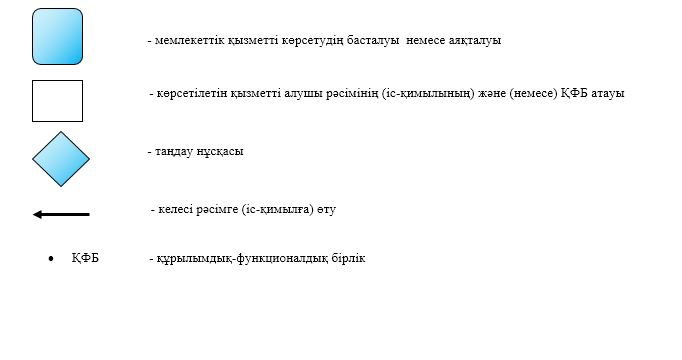 - мемлекеттік қызметті көрсетудің басталуы немесе аяқталуы
- көрсетілетін қызметті алушы рәсімінің (іс-қимылының) және (немесе) ҚФБ атауы
- таңдау нұсқасы
- келесі рәсімге (іс-қимылға) өту
• ҚФБ - құрылымдық-функционалдық бірлік